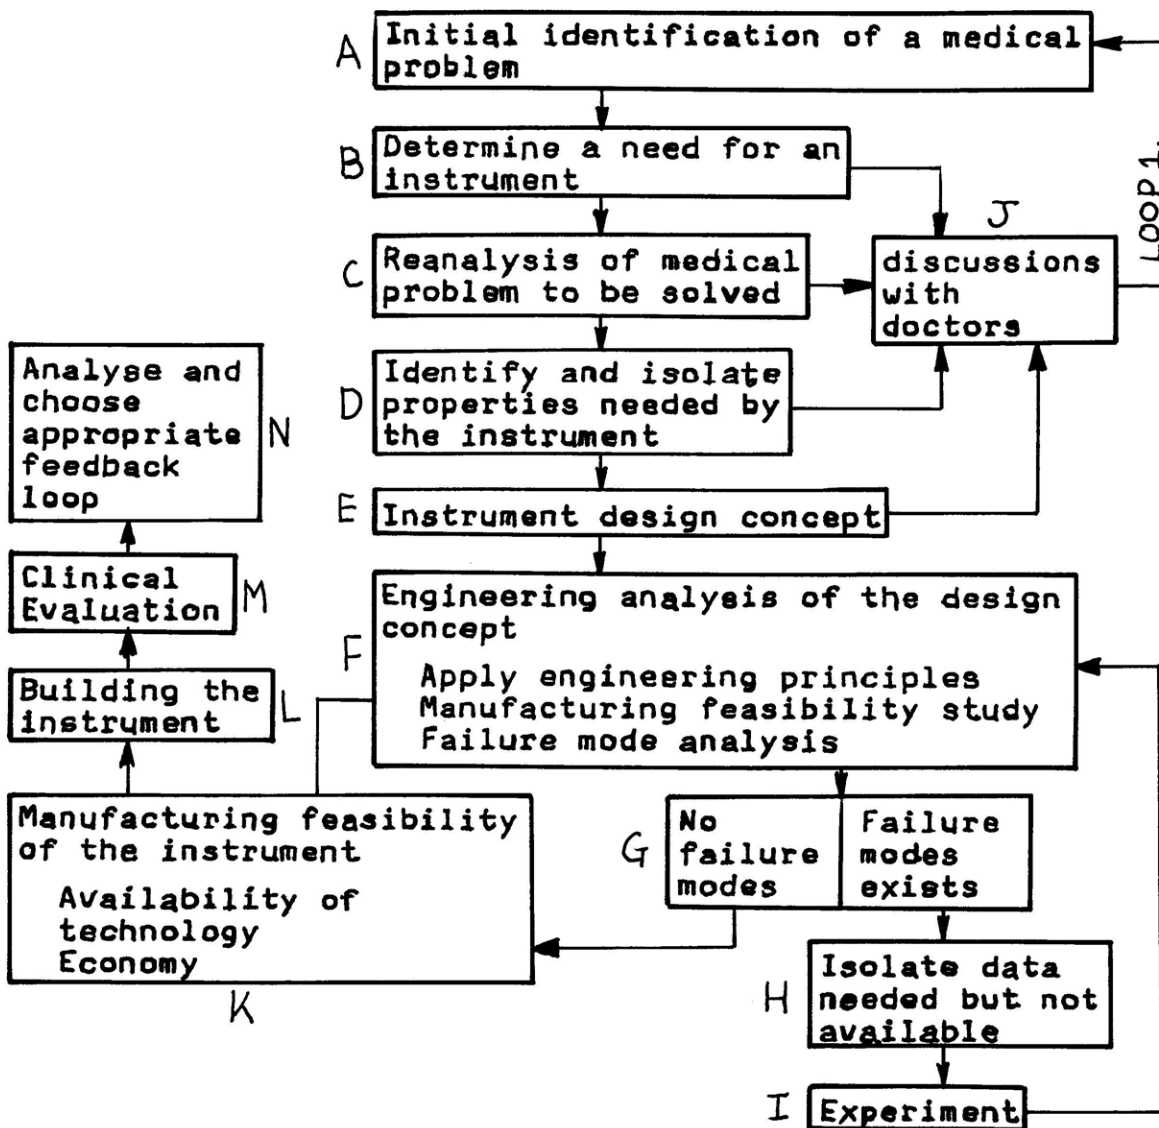 A
Initial identification of a medical
problem
B
Determine a need for an
instrument
LOOP 1.
J
C
Reanalysis of medical
problem to be solved
discussions
with
doctors
D
Identify and isolate
properties needed by
the instrument
E
Instrument design concept
F
Engineering analysis of the design
concept
Apply engineering principles
Manufacturing feasibility study
Failure mode analysis
G
No
failure
modes
Failure
modes
exists
H
Isolate data
needed but not
available
I
Experiment
Manufacturing feasibility
of the instrument
Availability of
technology
Economy
K
Building the
instrument
L
Clinical
Evaluation
M
Analyse and
choose
appropriate
feedback
loop
N